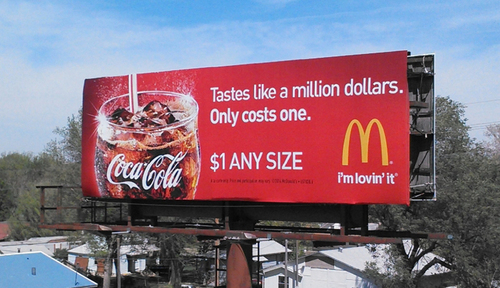 Tastes like a million dollars.
Only costs one.
Coca-Cola
$1 ANY SIZE
i'm lovin' it®